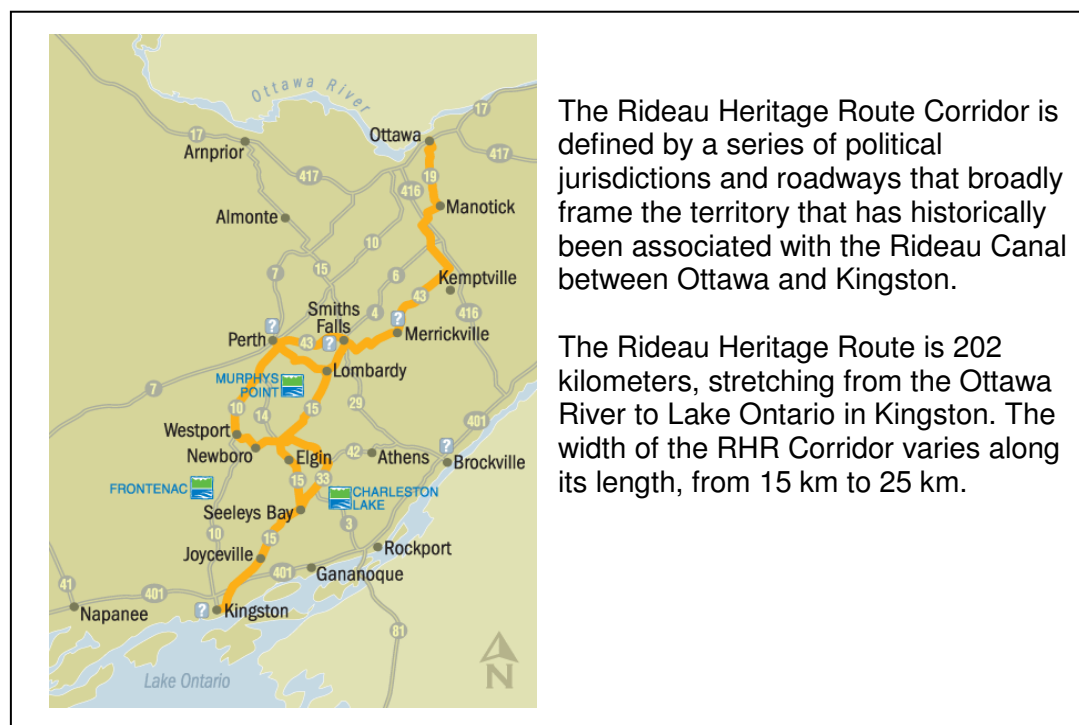 Ottawa River
17
17
Ottawa
Arnprior
417
417
416
19
Almonte
Manotick
10
7
15
6
Kemptville
4
43
416
Smiths
Falls
?
?
?
Merrickville
Perth
43
Lombardy
MURPHYS
POINT
7
15
29
10
14
401
Westport
?
Newboro
42
Athens
Brockville
Elgin
15
33
FRONTENAC
CHARLESTON
LAKE
Seeleys Bay
10
3
15
Joyceville
Rockport
401
Gananoque
41
401
Napanee
?
Kingston
81
Lake Ontario
N
The Rideau Heritage Route Corridor is
defined by a series of political
jurisdictions and roadways that broadly
frame the territory that has historically
been associated with the Rideau Canal
between Ottawa and Kingston.
The Rideau Heritage Route is 202
kilometers, stretching from the Ottawa
River to Lake Ontario in Kingston. The
width of the RHR Corridor varies along
its length, from 15 km to 25 km.